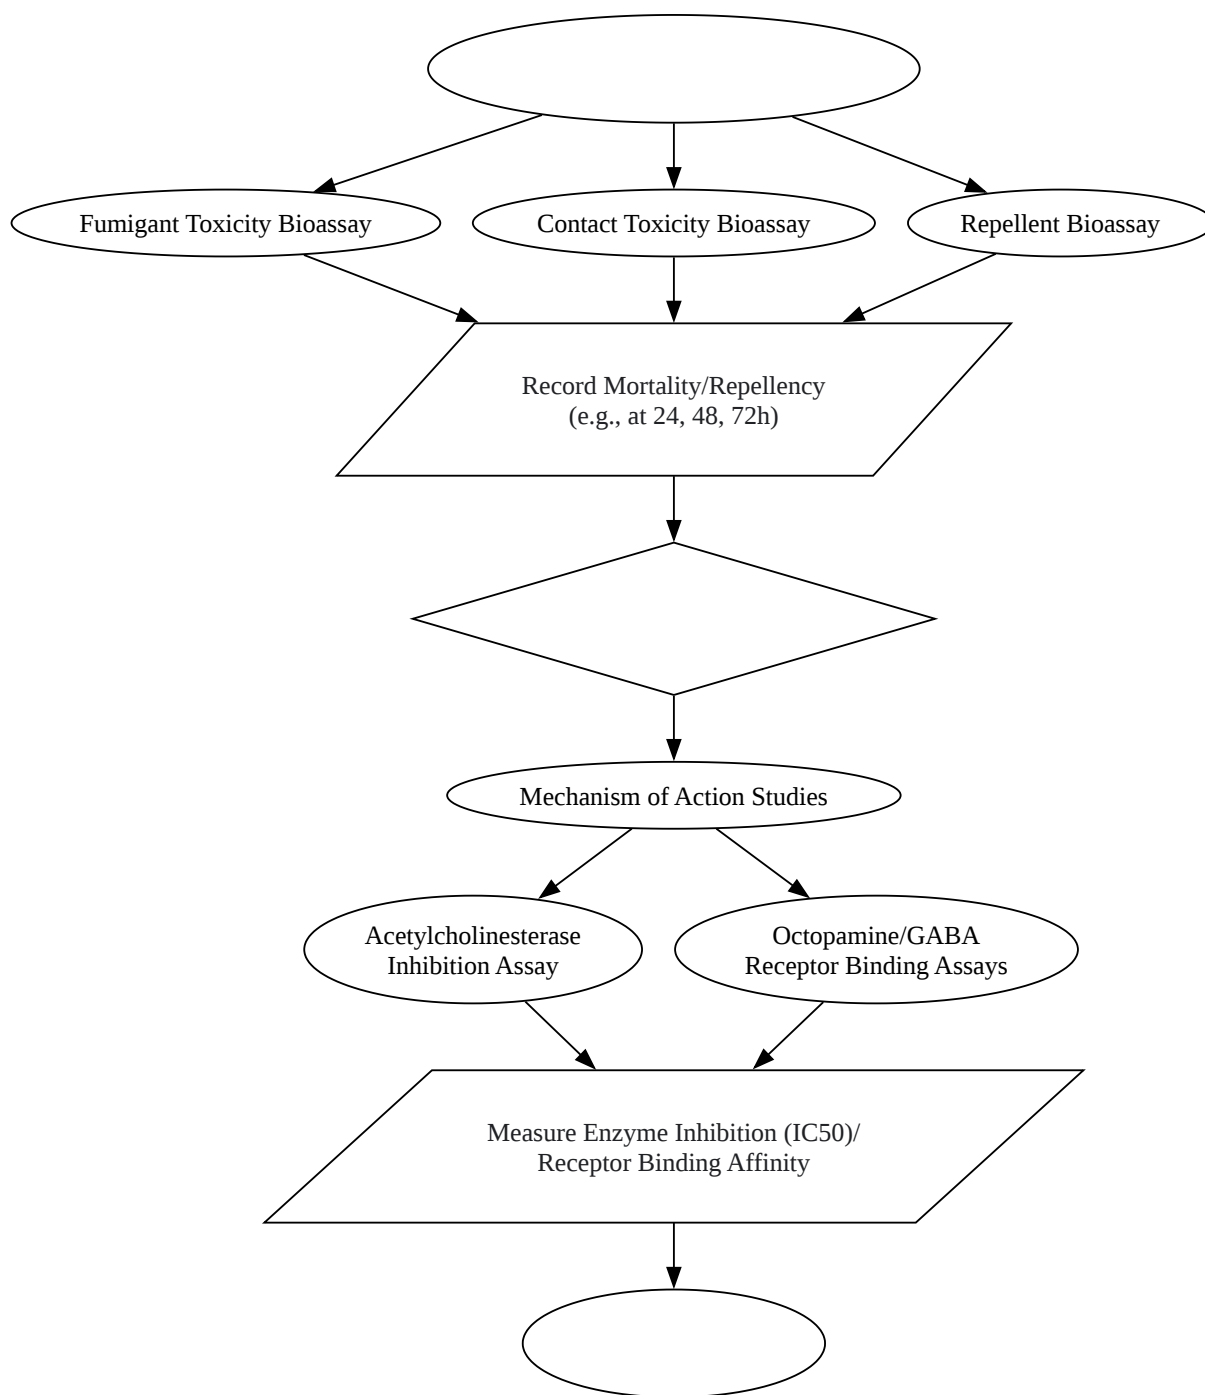 Fumigant Toxicity Bioassay
Contact Toxicity Bioassay
Repellent Bioassay
Record Mortality/Repellency
(e.g., at 24, 48, 72h)
Mechanism of Action Studies
Acetylcholinesterase
Inhibition Assay
Octopamine/GABA
Receptor Binding Assays
Measure Enzyme Inhibition (IC50)/
Receptor Binding Affinity